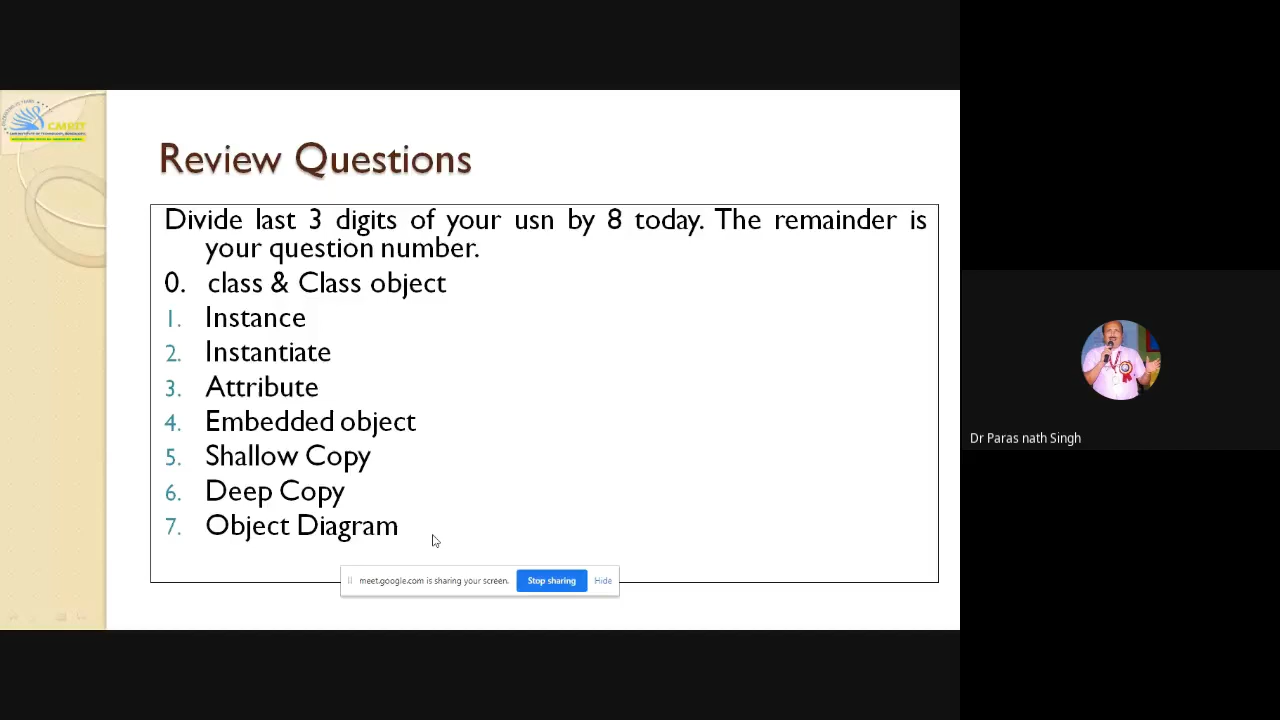 CMRIT
Review Questions
Divide last 3 digits of your usn by 8 today. The remainder is
your question number.
0. class & Class object
1. Instance
2. Instantiate
3. Attribute
4. Embedded object
5. Shallow Copy
6. Deep Copy
7. Object Diagram
meet.google.com is sharing your screen.
Stop sharing
Hide
Dr Paras nath Singh